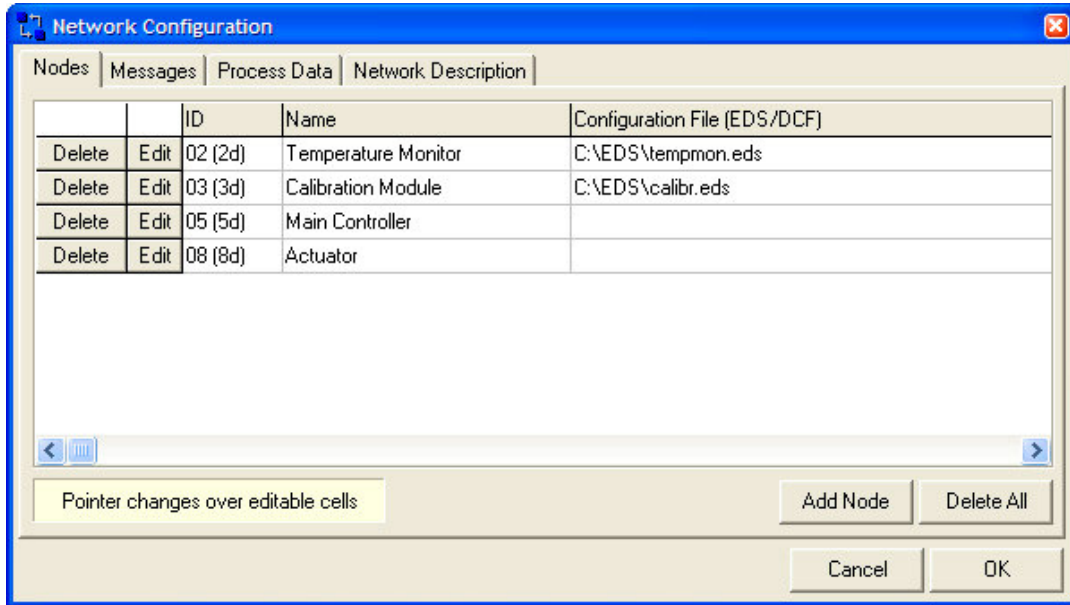 Network Configuration
Nodes Messages Process Data Network Description
ID Name Configuration File (EDS/DCF)
Delete Edit 02 (2d) Temperature Monitor C:\EDS\tempmon.eds
Delete Edit 03 (3d) Calibration Module C:\EDS\calibr.eds
Delete Edit 05 (5d) Main Controller
Delete Edit 08 (8d) Actuator
Pointer changes over editable cells Add Node Delete All
Cancel OK